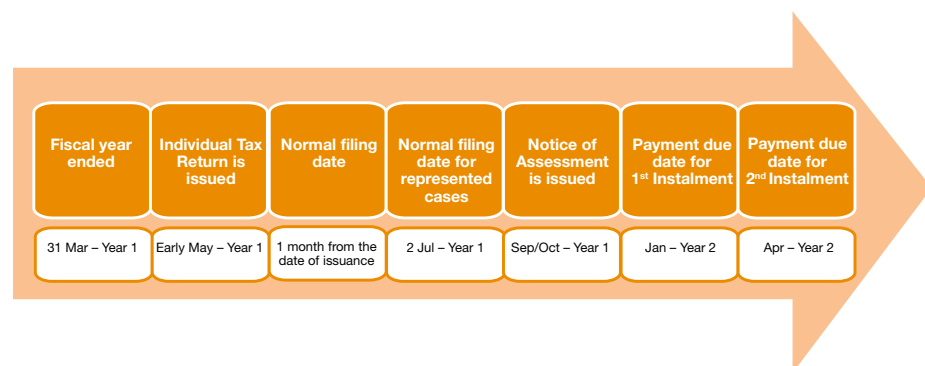 Fiscal year
ended
Individual Tax
Return is
issued
Normal filing
date
Normal filing
date for
represented
cases
Notice of
Assessment
is issued
Payment due
date for
1st Instalment
Payment due
date for
2nd Instalment
31 Mar – Year 1
Early May – Year 1
1 month from the
date of issuance
2 Jul – Year 1
Sep/Oct – Year 1
Jan – Year 2
Apr – Year 2